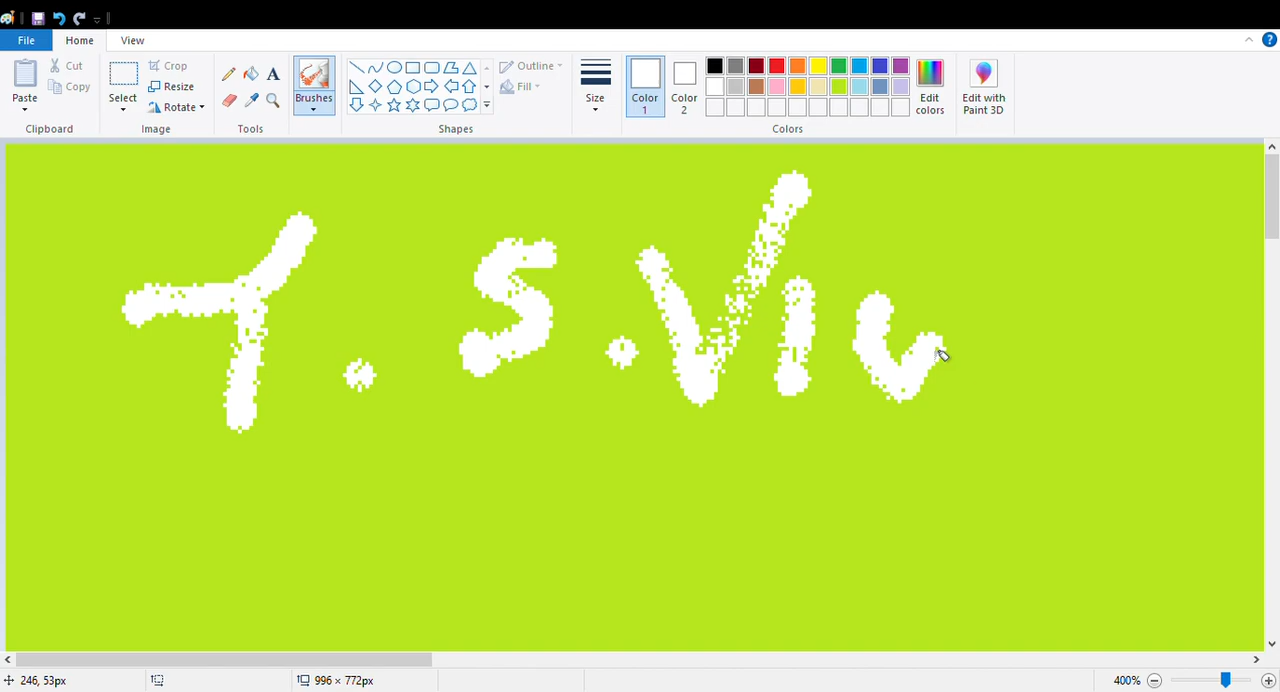 File Home View
Paste Cut Copy Clipboard
Select Crop Resize Rotate Image
Tools
Brushes
Outline Fill Shapes
Size
Color 1 Color 2 Edit colors Colors
Edit with Paint 3D
T. S. Viv
246, 53px 996 × 772px 400%